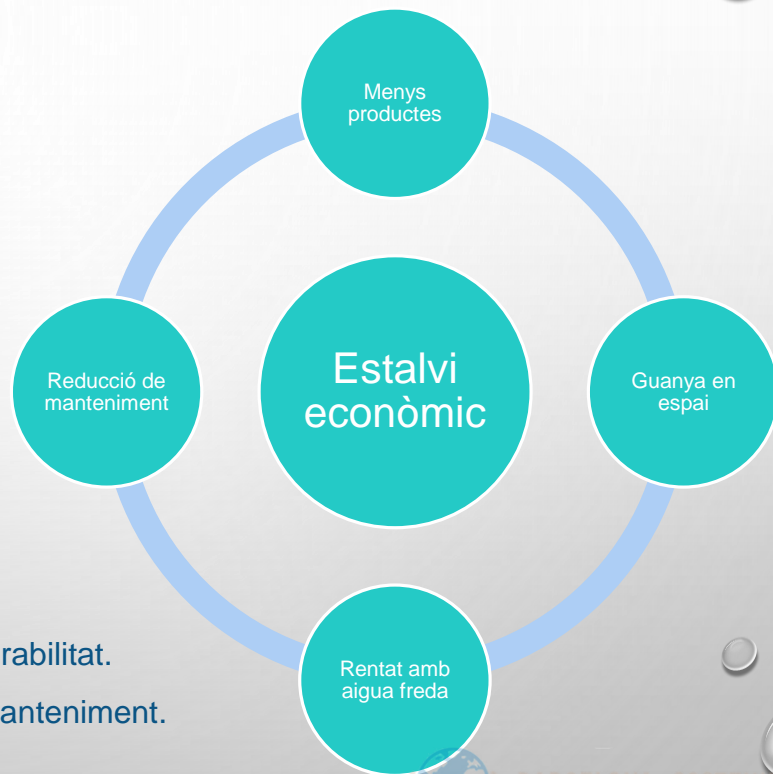 Menys
productes
Reducció de
manteniment
Estalvi
econòmic
Guanya en
espai
Rentat amb
aigua freda
rabilitat.
anteniment.